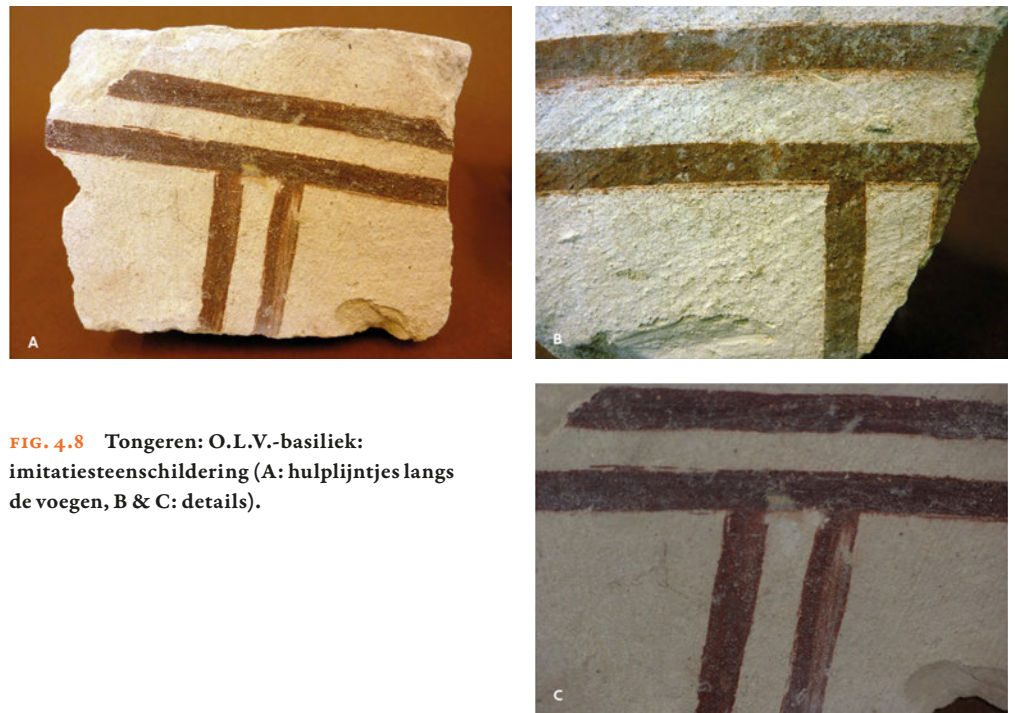 A
B
FIG. 4.8 Tongeren: O.L.V.-basiliek:
imitatiesteenschildering (A: hulplijntjes langs
de voegen, B & C: details).
C